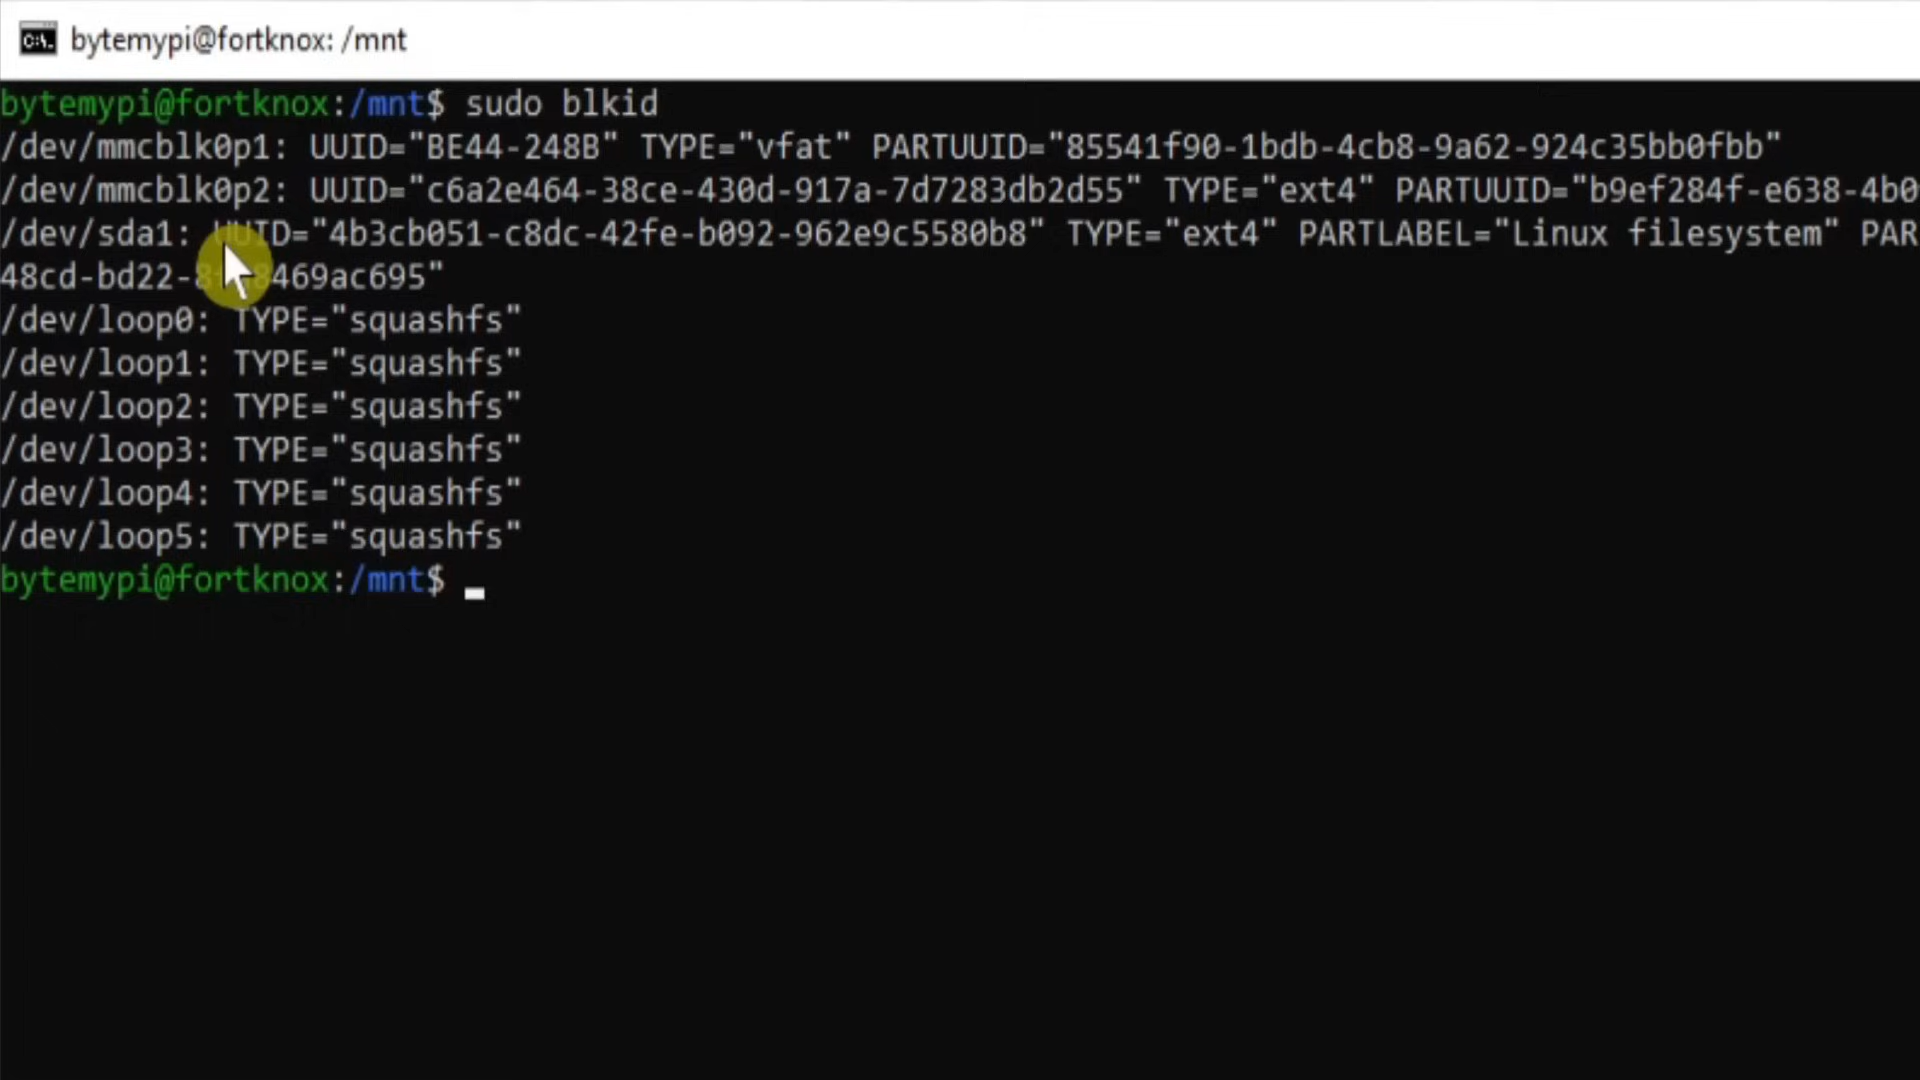 bytemypi@fortknox: /mnt
bytemypi@fortknox:/mnt$ sudo blkid
/dev/mmcblk0p1: UUID="BE44-248B" TYPE="vfat" PARTUUID="85541f90-1bdb-4cb8-9a62-924c35bb0fbb"
/dev/mmcblk0p2: UUID="c6a2e464-38ce-430d-917a-7d7283db2d55" TYPE="ext4" PARTUUID="b9ef284f-e638-4b0
/dev/sda1: UUID="4b3cb051-c8dc-42fe-b092-962e9c5580b8" TYPE="ext4" PARTLABEL="Linux filesystem" PAR
/dev/loop0: TYPE="squashfs"
/dev/loop1: TYPE="squashfs"
/dev/loop2: TYPE="squashfs"
/dev/loop3: TYPE="squashfs"
/dev/loop4: TYPE="squashfs"
/dev/loop5: TYPE="squashfs"
bytemypi@fortknox:/mnt$